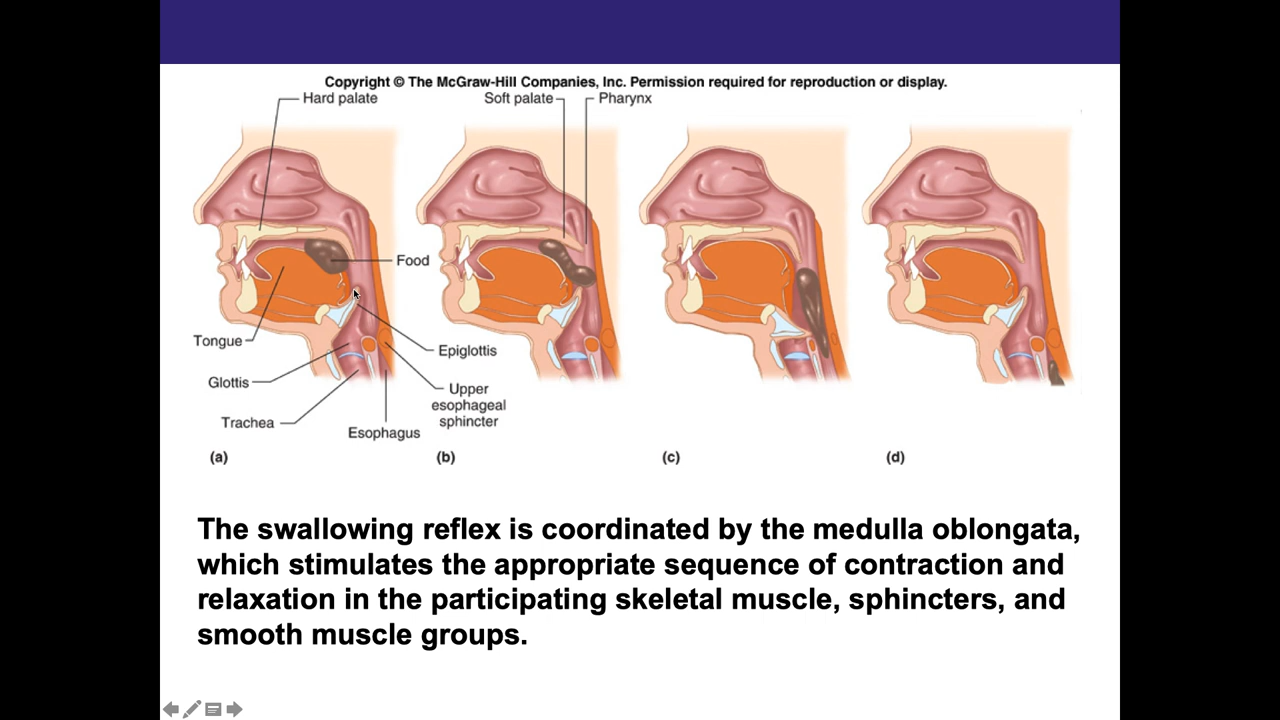 Copyright © The McGraw-Hill Companies, Inc. Permission required for reproduction or display.
Hard palate
Soft palate
Pharynx
Food
Tongue
Epiglottis
Glottis
Upper
esophageal
sphincter
Trachea
Esophagus
(a)
(b)
(c)
(d)
The swallowing reflex is coordinated by the medulla oblongata,
which stimulates the appropriate sequence of contraction and
relaxation in the participating skeletal muscle, sphincters, and
smooth muscle groups.